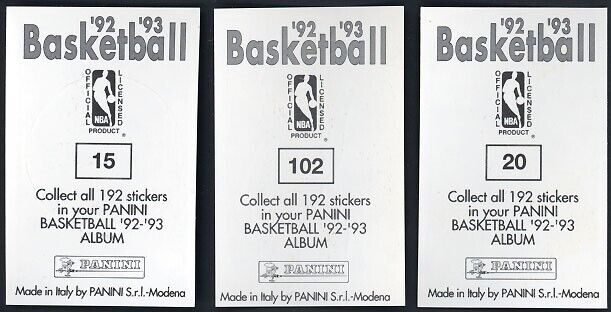 '92 '93
Basketball
OFFICIAL LICENSED
NBA
PRODUCT ®
15
Collect all 192 stickers
in your PANINI
BASKETBALL '92-'93
ALBUM
PANINI
Made in Italy by PANINI S.r.l.-Modena
'92 '93
Basketball
OFFICIAL LICENSED
NBA
PRODUCT ®
102
Collect all 192 stickers
in your PANINI
BASKETBALL '92-'93
ALBUM
PANINI
Made in Italy by PANINI S.r.l.-Modena
'92 '93
Basketball
OFFICIAL LICENSED
NBA
PRODUCT ®
20
Collect all 192 stickers
in your PANINI
BASKETBALL '92-'93
ALBUM
PANINI
Made in Italy by PANINI S.r.l.-Modena